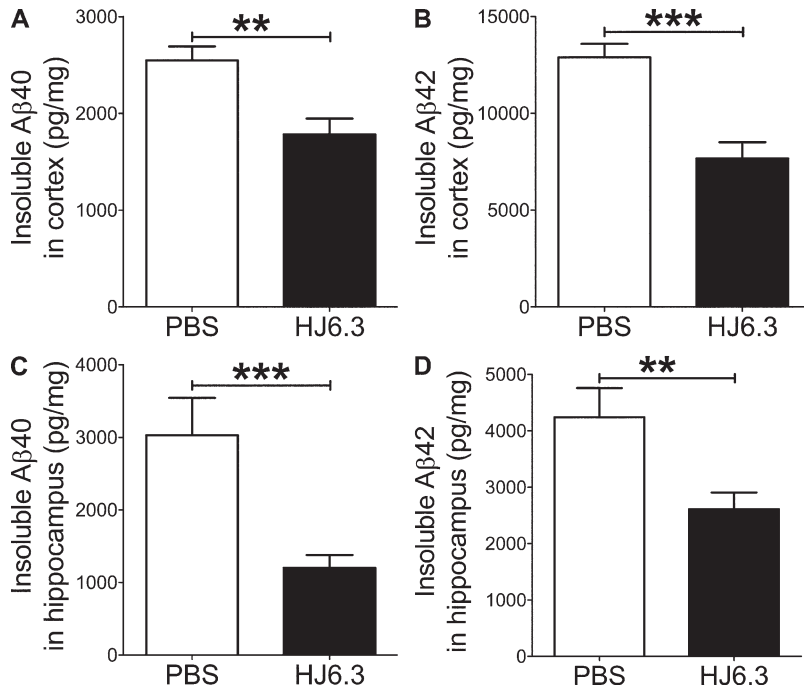 A
Insoluble Aβ40
in cortex (pg/mg)
3000
2000
1000
0
**
PBS
HJ6.3
B
Insoluble Aβ42
in cortex (pg/mg)
15000
10000
5000
0
***
PBS
HJ6.3
C
Insoluble Aβ40
in hippocampus (pg/mg)
4000
3000
2000
1000
0
***
PBS
HJ6.3
D
Insoluble Aβ42
in hippocampus (pg/mg)
5000
4000
3000
2000
1000
0
**
PBS
HJ6.3